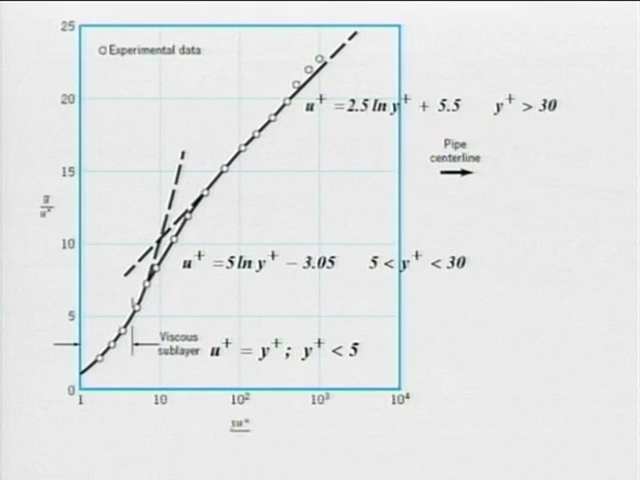 25
Experimental data
20
u⁺ = 2.5 ln y⁺ + 5.5 y⁺ > 30
Pipe
centerline
15
10
u⁺ = 5 ln y⁺ − 3.05 5 < y⁺ < 30
5
Viscous
sublayer u⁺ = y⁺; y⁺ < 5
0
1 10 10² 10³ 10⁴